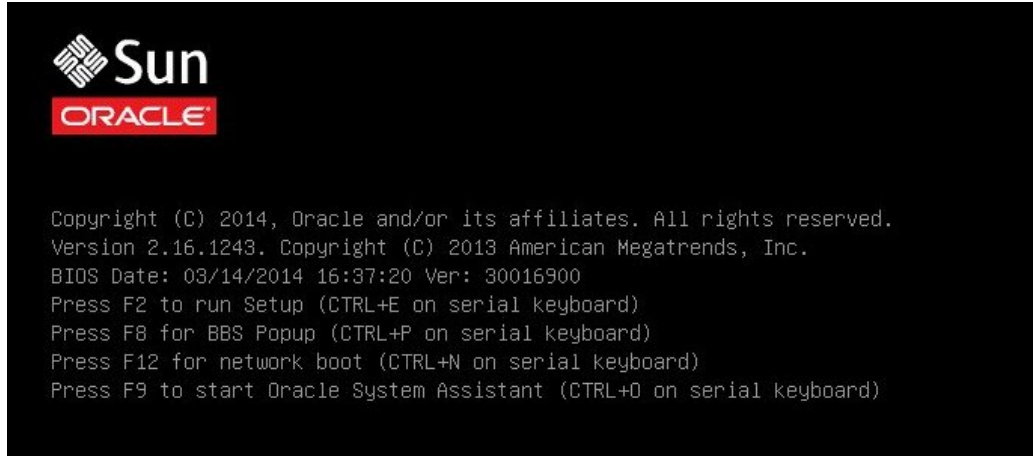 Sun
ORACLE
Copyright (C) 2014, Oracle and/or its affiliates. All rights reserved.
Version 2.16.1243. Copyright (C) 2013 American Megatrends, Inc.
BIOS Date: 03/14/2014 16:37:20 Ver: 30016900
Press F2 to run Setup (CTRL+E on serial keyboard)
Press F8 for BBS Popup (CTRL+P on serial keyboard)
Press F12 for network boot (CTRL+N on serial keyboard)
Press F9 to start Oracle System Assistant (CTRL+O on serial keyboard)